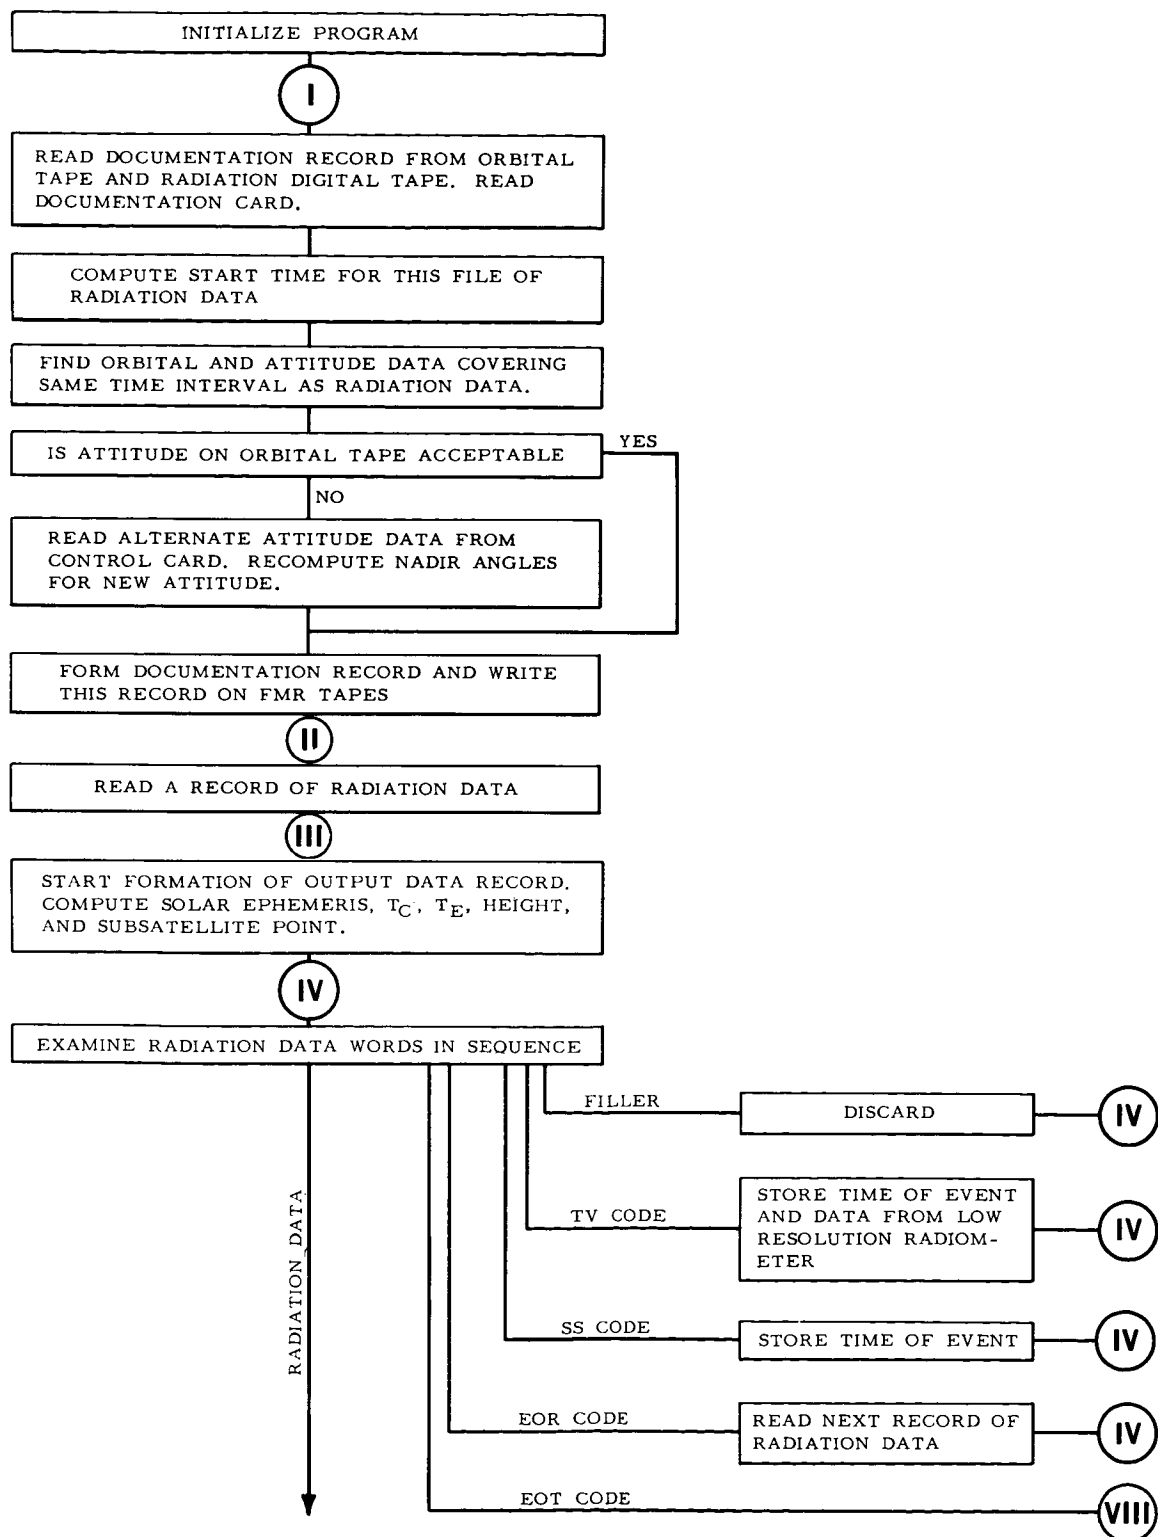 INITIALIZE PROGRAM
I
READ DOCUMENTATION RECORD FROM ORBITAL
TAPE AND RADIATION DIGITAL TAPE. READ
DOCUMENTATION CARD.
COMPUTE START TIME FOR THIS FILE OF
RADIATION DATA
FIND ORBITAL AND ATTITUDE DATA COVERING
SAME TIME INTERVAL AS RADIATION DATA.
IS ATTITUDE ON ORBITAL TAPE ACCEPTABLE
YES
NO
READ ALTERNATE ATTITUDE DATA FROM
CONTROL CARD. RECOMPUTE NADIR ANGLES
FOR NEW ATTITUDE.
FORM DOCUMENTATION RECORD AND WRITE
THIS RECORD ON FMR TAPES
II
READ A RECORD OF RADIATION DATA
III
START FORMATION OF OUTPUT DATA RECORD.
COMPUTE SOLAR EPHEMERIS, TC, TE, HEIGHT,
AND SUBSATELLITE POINT.
IV
EXAMINE RADIATION DATA WORDS IN SEQUENCE
RADIATION DATA
FILLER
DISCARD
IV
TV CODE
STORE TIME OF EVENT
AND DATA FROM LOW
RESOLUTION RADIOM-
ETER
IV
SS CODE
STORE TIME OF EVENT
IV
EOR CODE
READ NEXT RECORD OF
RADIATION DATA
IV
EOT CODE
VIII